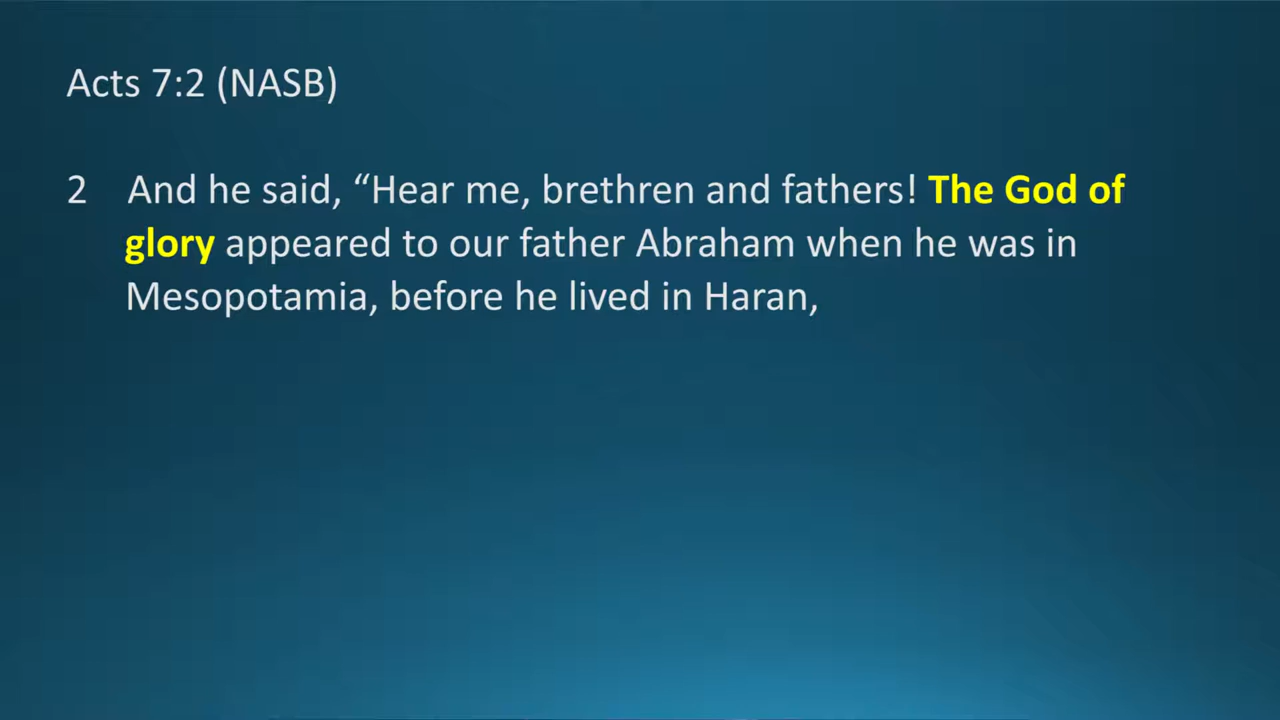 Acts 7:2 (NASB)
2 And he said, “Hear me, brethren and fathers! The God of
glory appeared to our father Abraham when he was in
Mesopotamia, before he lived in Haran,